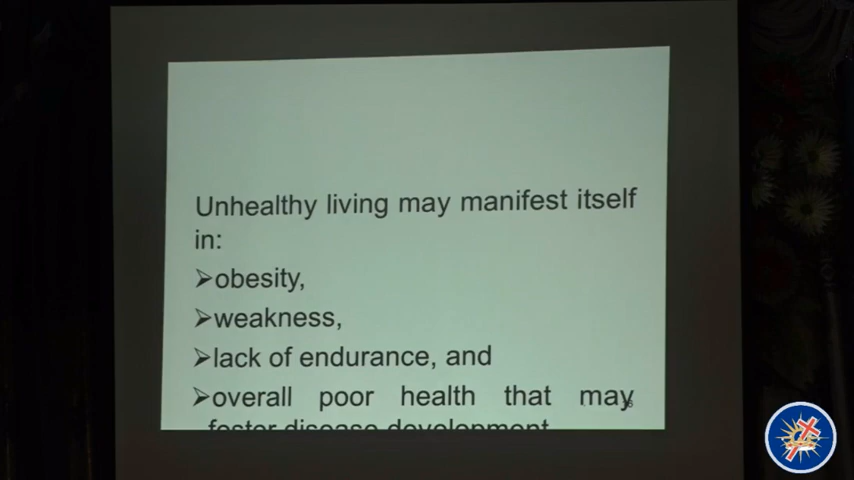 Unhealthy living may manifest itself
in:
➢obesity,
➢weakness,
➢lack of endurance, and
➢overall poor health that may
foster disease development